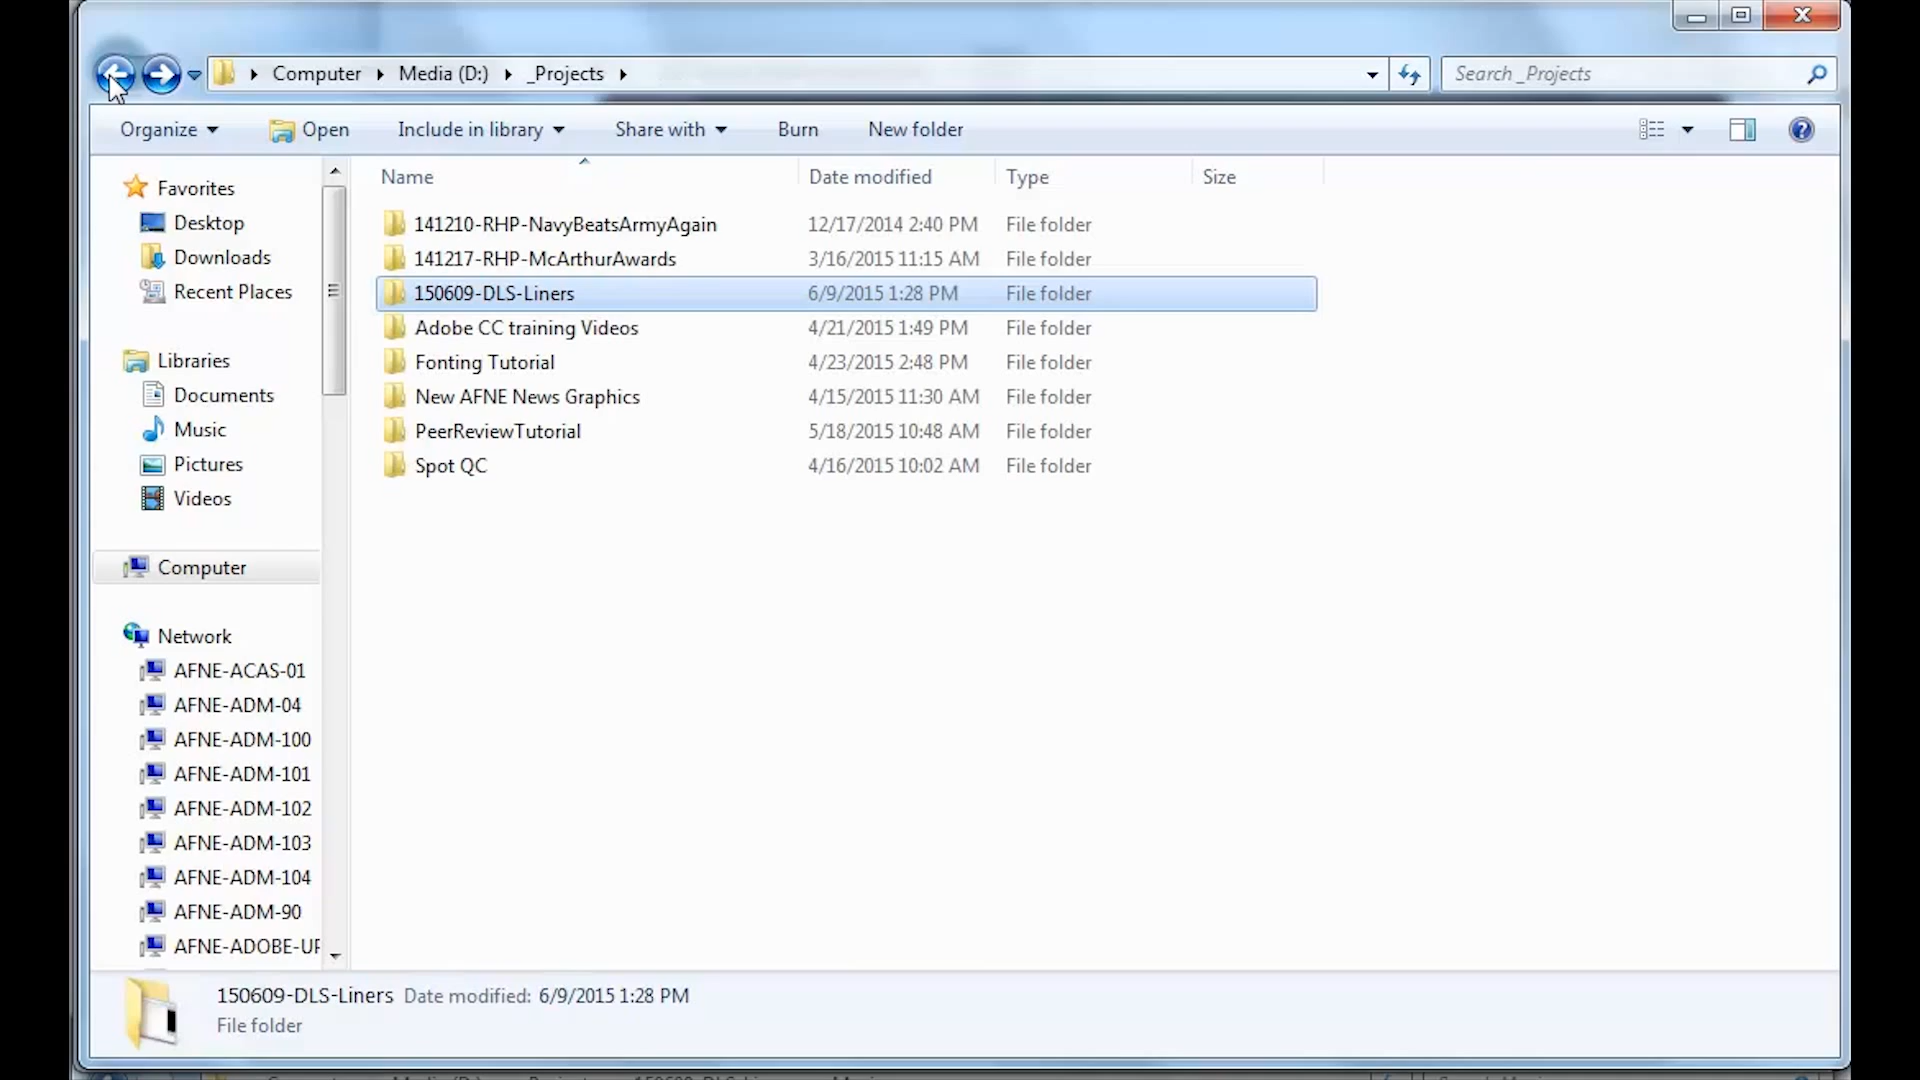 Computer Media (D:) _Projects
Search _Projects
Organize Open Include in library Share with Burn New folder
Name Date modified Type Size
Favorites
Desktop
Downloads
Recent Places
Libraries
Documents
Music
Pictures
Videos
Computer
Network
AFNE-ACAS-01
AFNE-ADM-04
AFNE-ADM-100
AFNE-ADM-101
AFNE-ADM-102
AFNE-ADM-103
AFNE-ADM-104
AFNE-ADM-90
AFNE-ADOBE-UP
141210-RHP-NavyBeatsArmyAgain 12/17/2014 2:40 PM File folder
141217-RHP-McArthurAwards 3/16/2015 11:15 AM File folder
150609-DLS-Liners 6/9/2015 1:28 PM File folder
Adobe CC training Videos 4/21/2015 1:49 PM File folder
Fonting Tutorial 4/23/2015 2:48 PM File folder
New AFNE News Graphics 4/15/2015 11:30 AM File folder
PeerReviewTutorial 5/18/2015 10:48 AM File folder
Spot QC 4/16/2015 10:02 AM File folder
150609-DLS-Liners Date modified: 6/9/2015 1:28 PM
File folder